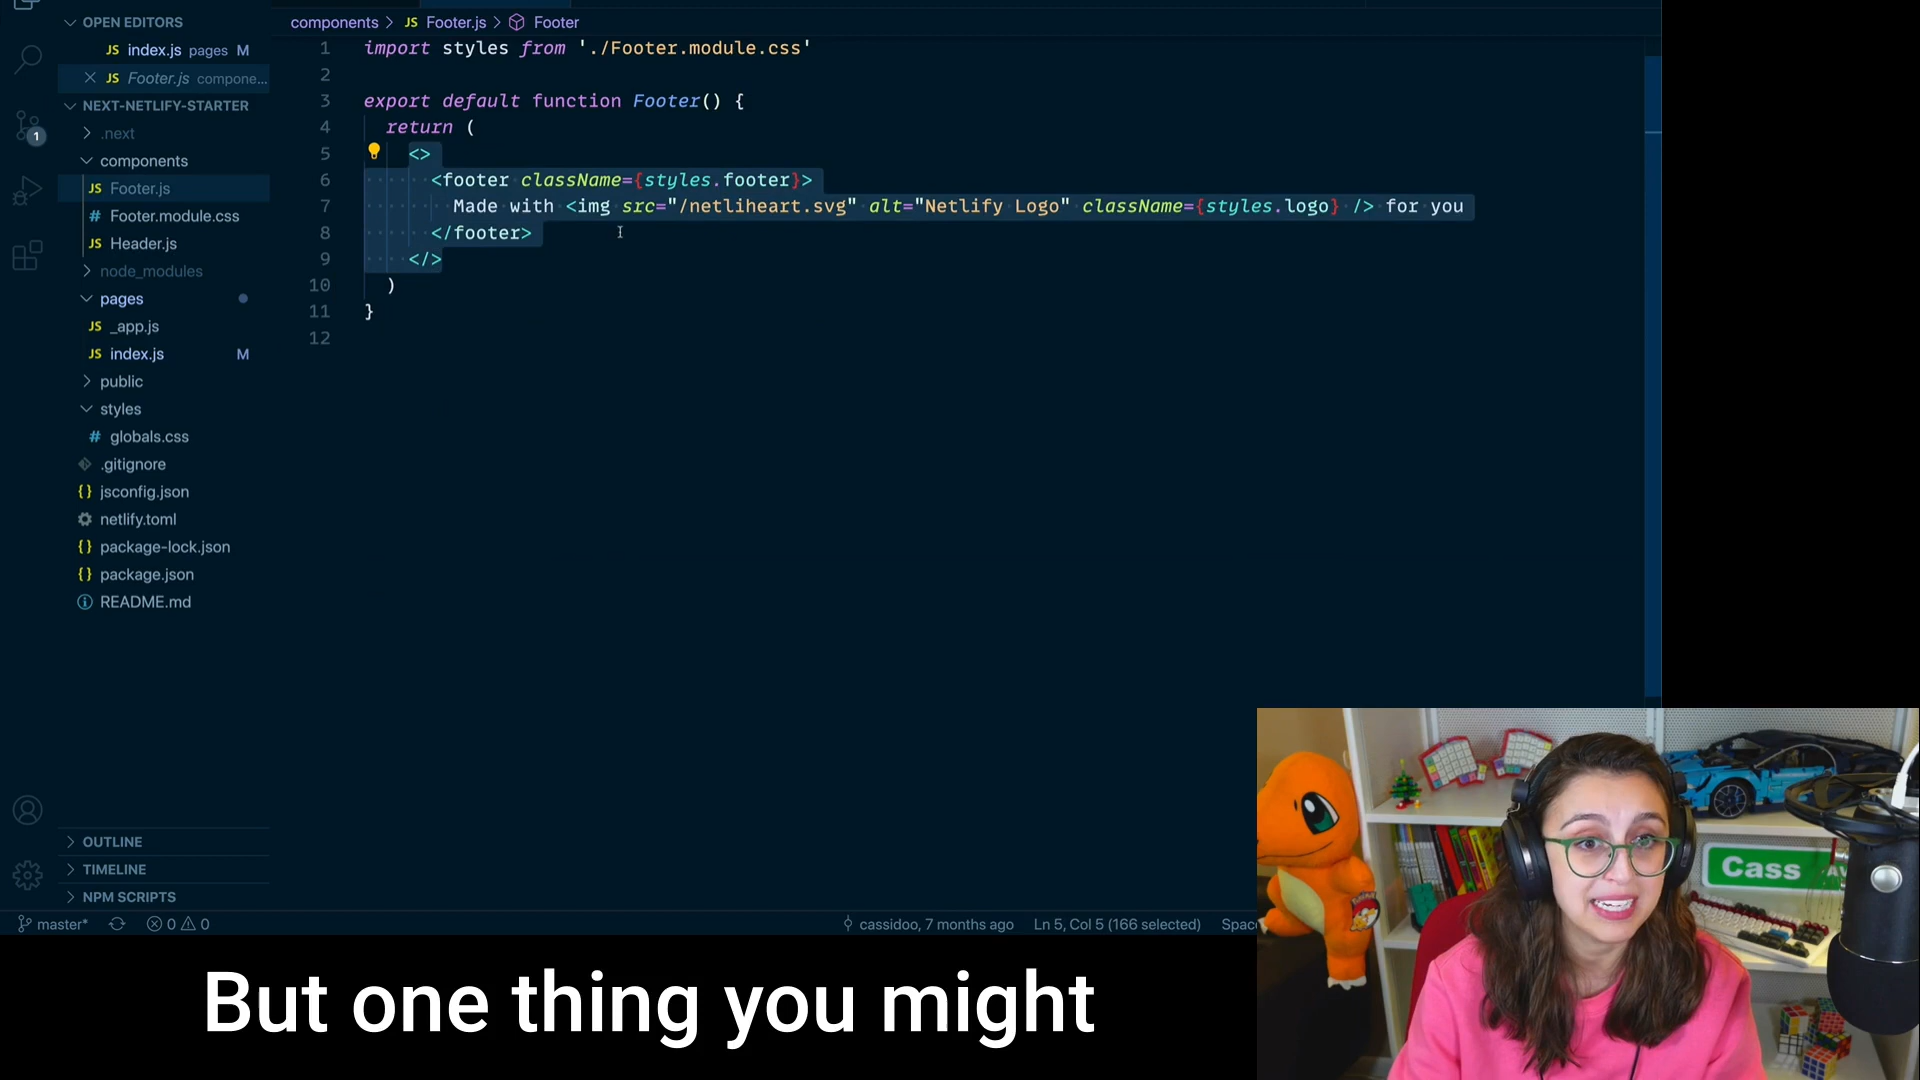 OPEN EDITORS
JS index.js pages M
JS Footer.js compone...
NEXT-NETLIFY-STARTER
.next
components
JS Footer.js
# Footer.module.css
JS Header.js
node_modules
pages
JS _app.js
JS index.js M
public
styles
# globals.css
.gitignore
{} jsconfig.json
netlify.toml
{} package-lock.json
{} package.json
README.md
1
OUTLINE
TIMELINE
NPM SCRIPTS
components > JS Footer.js > Footer
1 import styles from './Footer.module.css'
2
3 export default function Footer() {
4 return (
5 <>
6 <footer className={styles.footer}>
7 Made with <img src="/netliheart.svg" alt="Netlify Logo" className={styles.logo} /> for you
8 </footer>
9 </>
10 )
11 }
12
master* 0 0 cassidoo, 7 months ago Ln 5, Col 5 (166 selected) Spac
Cass
But one thing you might